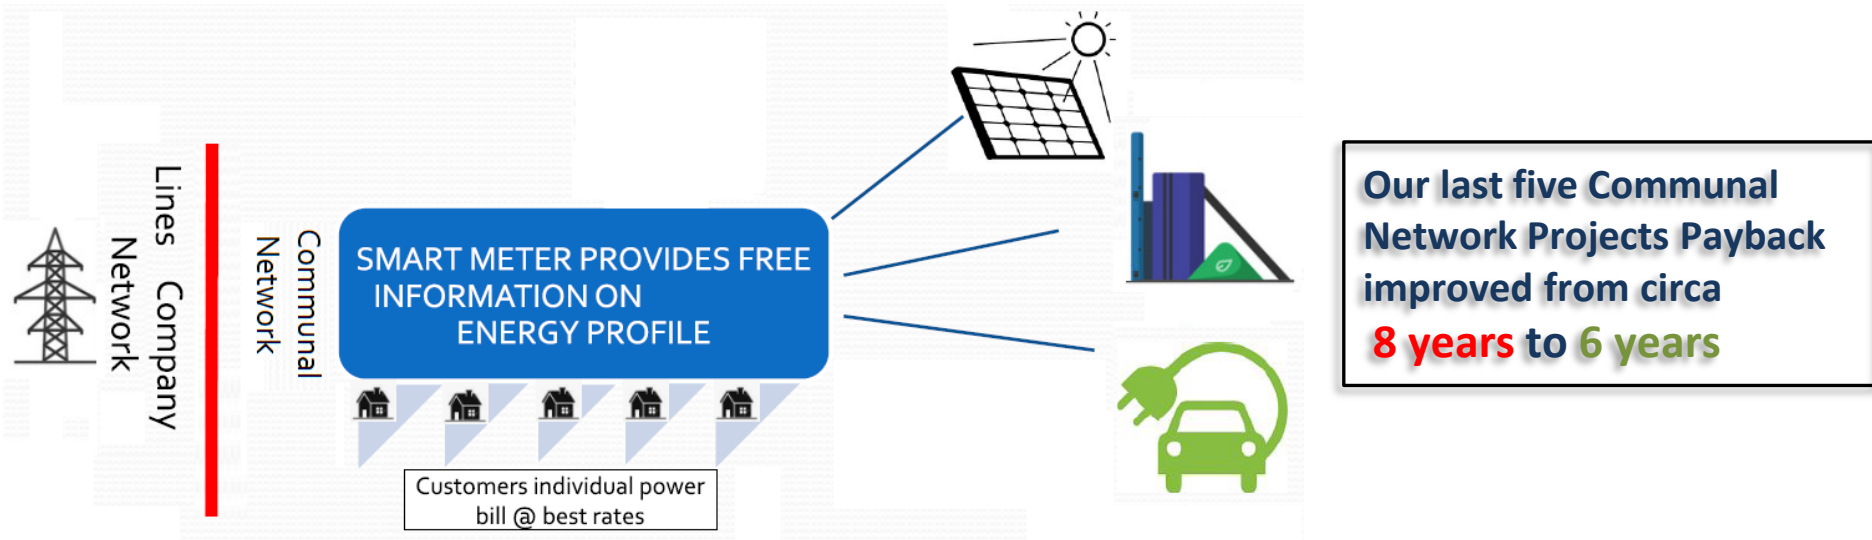 Lines Company
Network
Communal
Network
SMART METER PROVIDES FREE
INFORMATION ON
ENERGY PROFILE
Customers individual power
bill @ best rates
Our last five Communal
Network Projects Payback
improved from circa
8 years to 6 years